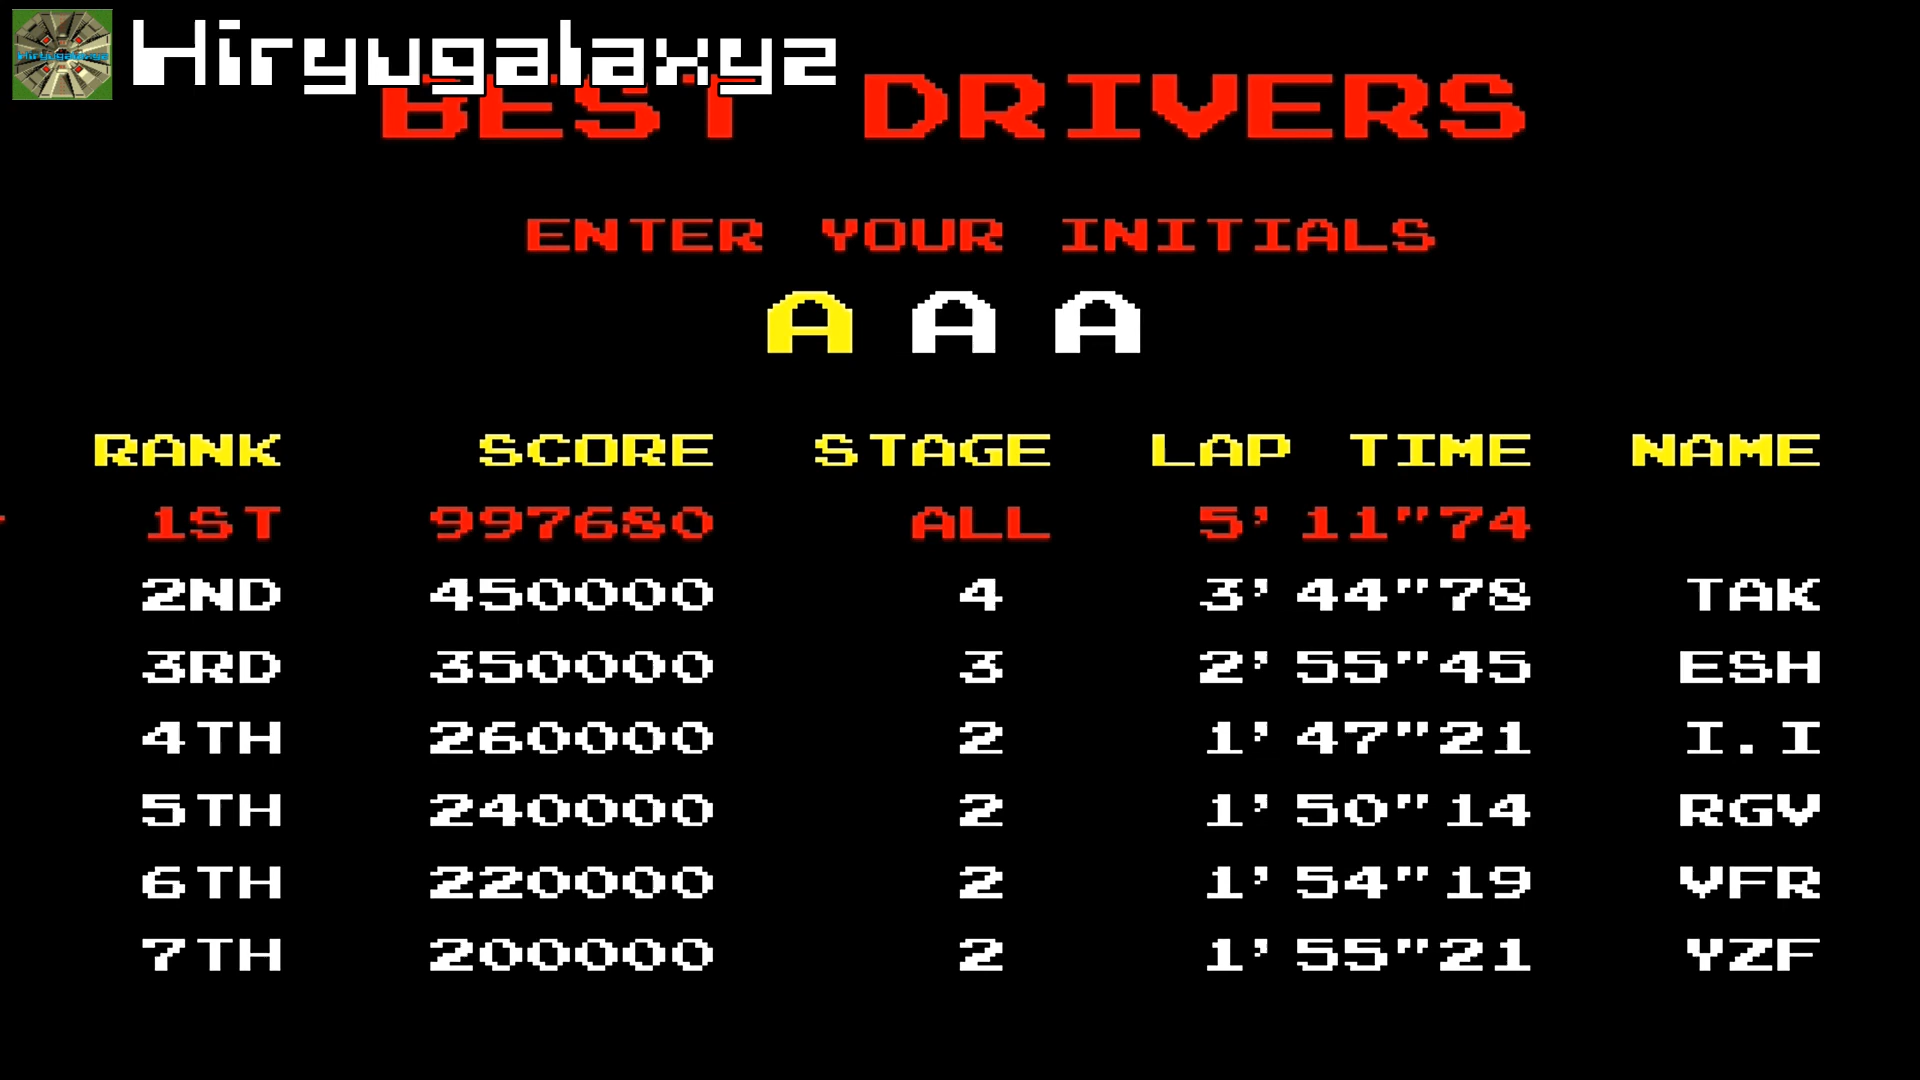 Hiryugalaxyz
BEST DRIVERS
ENTER YOUR INITIALS
A A A
RANK SCORE STAGE LAP TIME NAME
1ST 997680 ALL 5'11"74
2ND 450000 4 3'44"78 TAK
3RD 350000 3 2'55"45 ESH
4TH 260000 2 1'47"21 I.I
5TH 240000 2 1'50"14 RGV
6TH 220000 2 1'54"19 VFR
7TH 200000 2 1'55"21 YZF